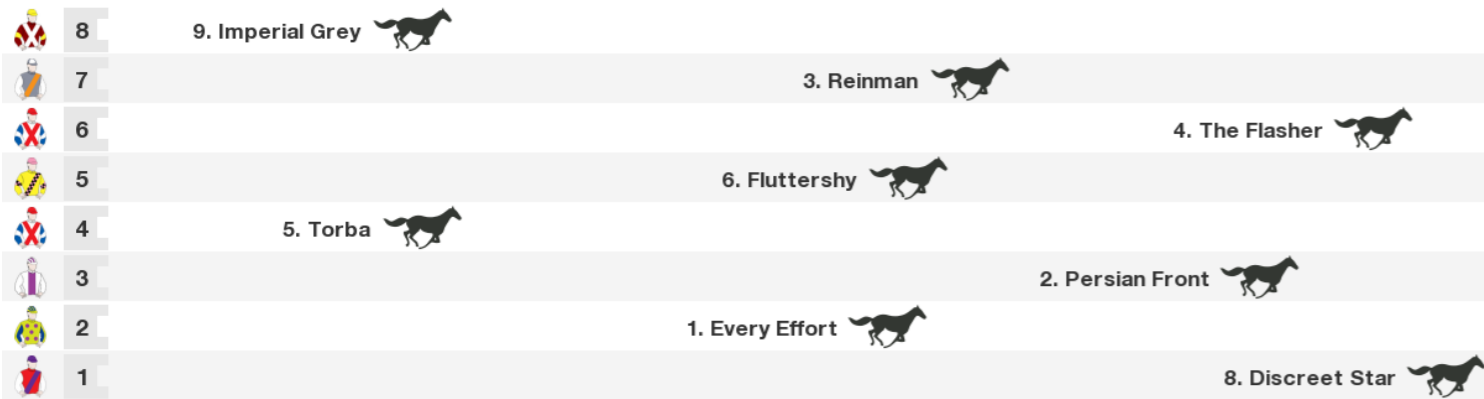 8 9. Imperial Grey
7 3. Reinman
6 4. The Flasher
5 6. Fluttershy
4 5. Torba
3 2. Persian Front
2 1. Every Effort
1 8. Discreet Star